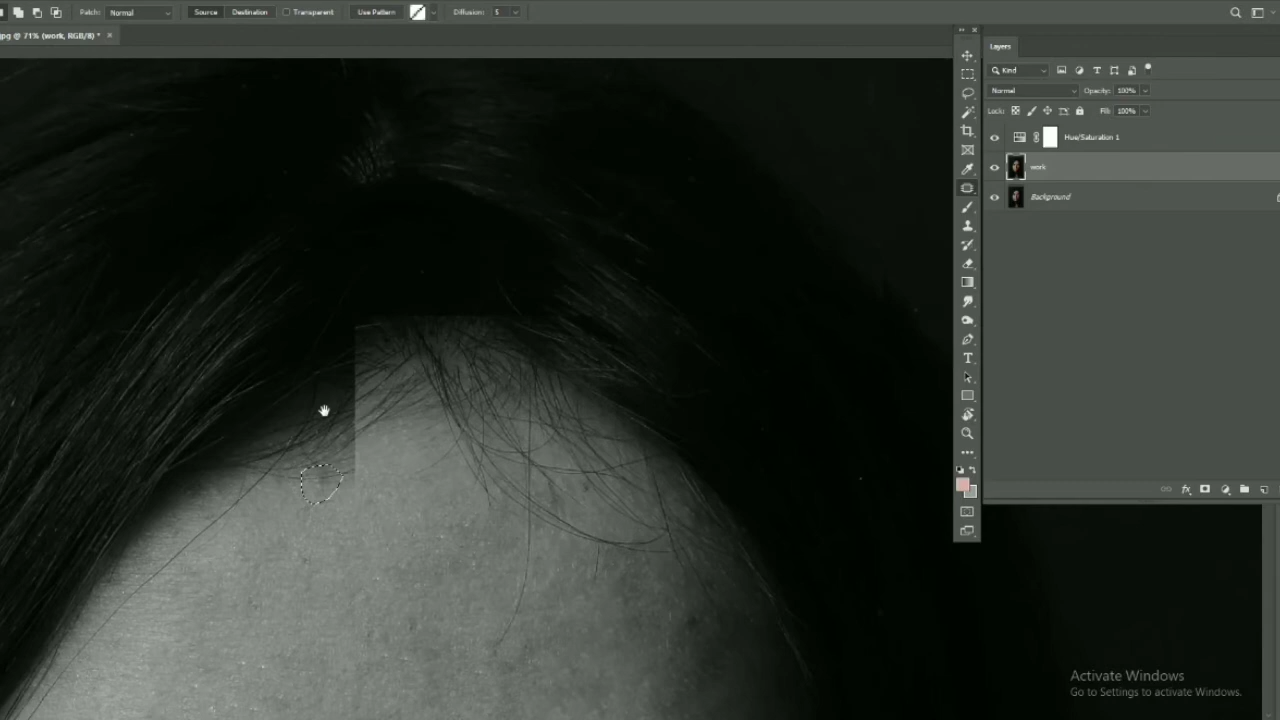 Patch: Normal Source Destination Transparent Use Pattern Diffusion: 5
.jpg @ 71% (work, RGB/8) *
Layers
Kind
Normal Opacity: 100%
Lock: Fill: 100%
Hue/Saturation 1
work
Background
Activate Windows
Go to Settings to activate Windows.